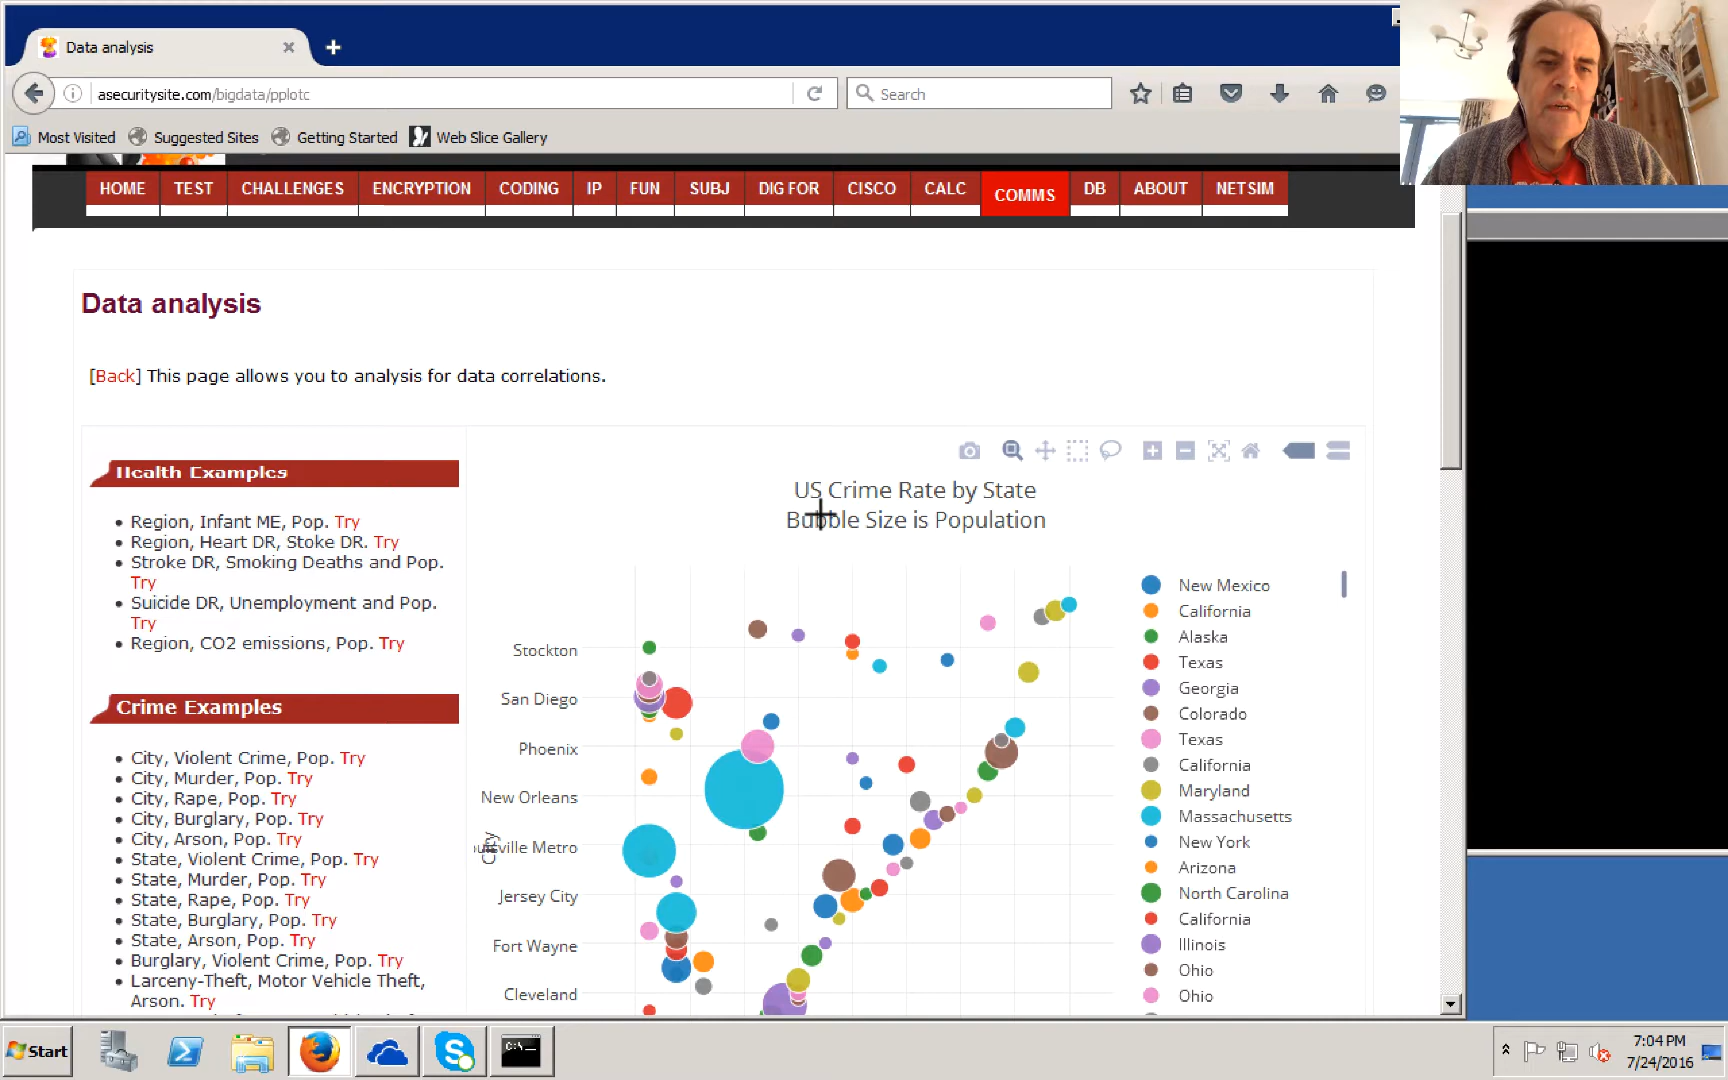 Data analysis
asecuritysite.com/bigdata/pplotc
Search
Most Visited
Suggested Sites
Getting Started
Web Slice Gallery
HOME TEST CHALLENGES ENCRYPTION CODING IP FUN SUBJ DIG FOR CISCO CALC COMMS DB ABOUT NETSIM
Data analysis
[Back] This page allows you to analysis for data correlations.
Health Examples
Region, Infant ME, Pop. Try
Region, Heart DR, Stoke DR. Try
Stroke DR, Smoking Deaths and Pop.
Try
Suicide DR, Unemployment and Pop.
Try
Region, CO2 emissions, Pop. Try
Crime Examples
City, Violent Crime, Pop. Try
City, Murder, Pop. Try
City, Rape, Pop. Try
City, Burglary, Pop. Try
City, Arson, Pop. Try
State, Violent Crime, Pop. Try
State, Murder, Pop. Try
State, Rape, Pop. Try
State, Burglary, Pop. Try
State, Arson, Pop. Try
Burglary, Violent Crime, Pop. Try
Larceny-Theft, Motor Vehicle Theft,
Arson. Try
US Crime Rate by State
Bubble Size is Population
Stockton
San Diego
Phoenix
New Orleans
City
Metro
Jersey City
Fort Wayne
Cleveland
New Mexico
California
Alaska
Texas
Georgia
Colorado
Texas
California
Maryland
Massachusetts
New York
Arizona
North Carolina
California
Illinois
Ohio
Ohio
Start
7:04 PM
7/24/2016